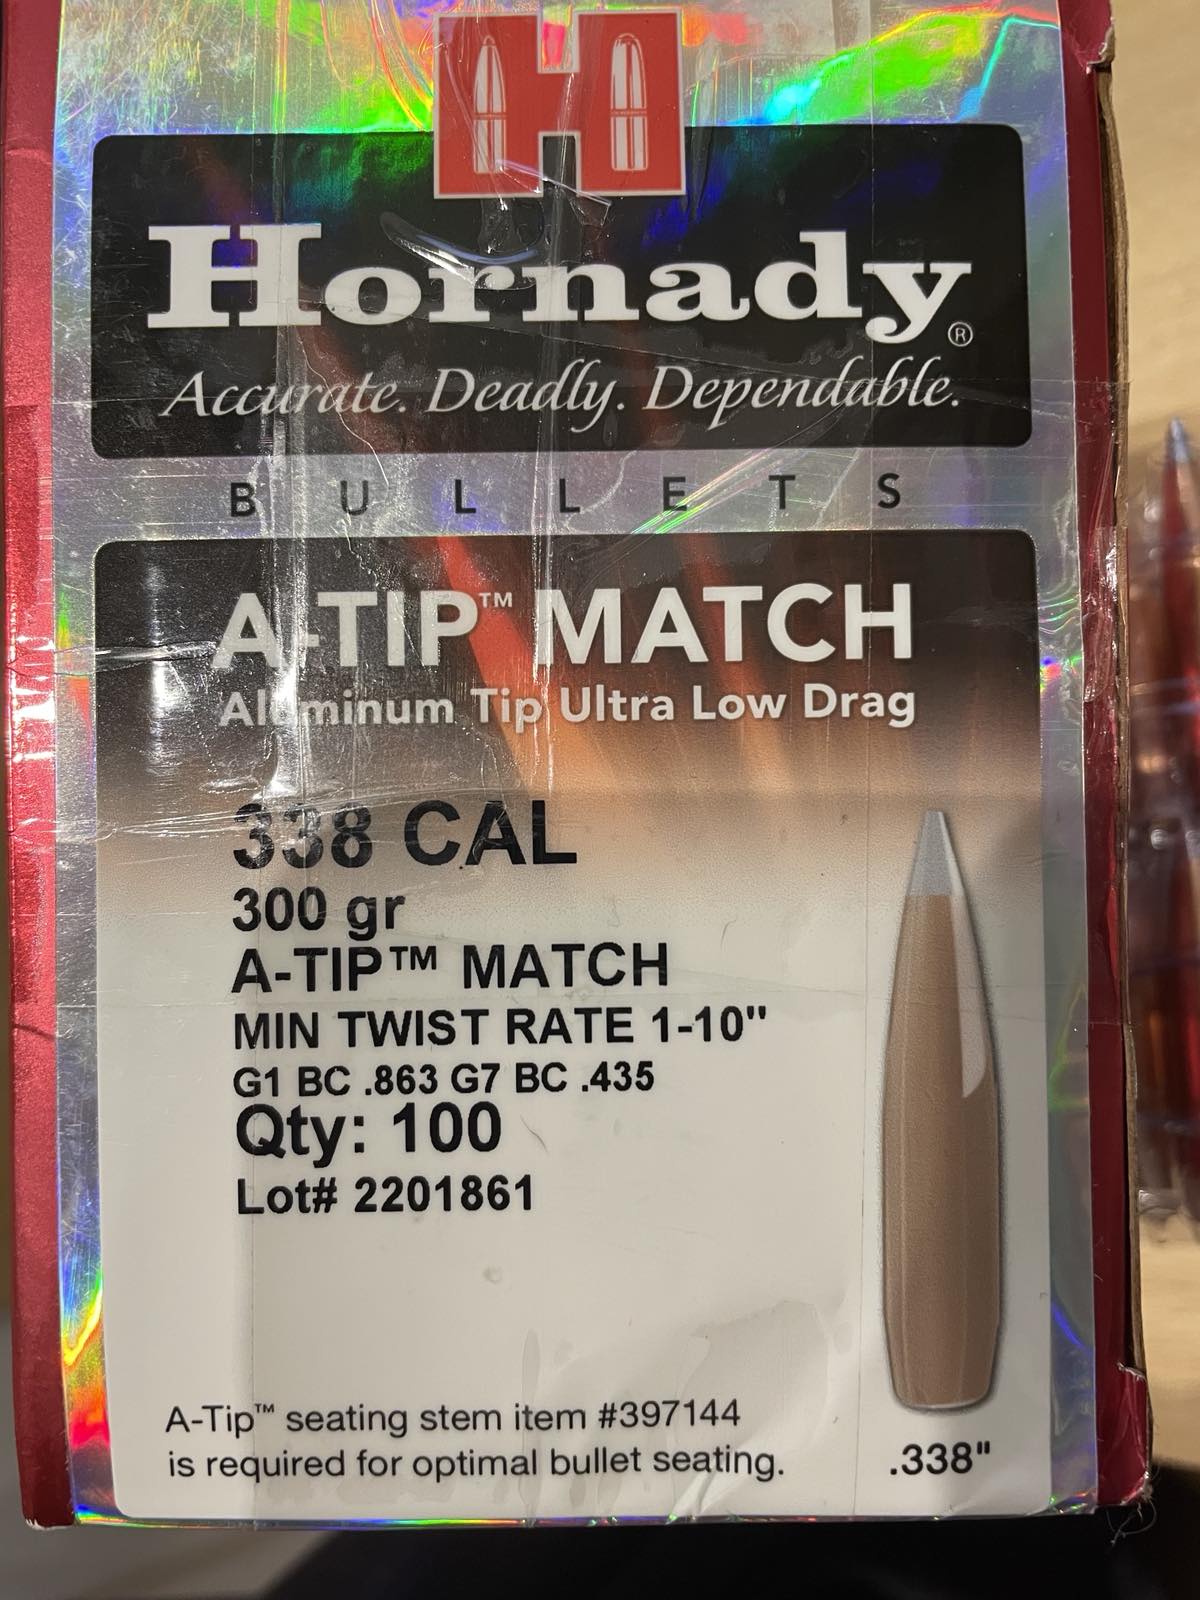 Hornady®
Accurate. Deadly. Dependable.
BULLETS
A-TIP™ MATCH
Aluminum Tip Ultra Low Drag
338 CAL
300 gr
A-TIP™ MATCH
MIN TWIST RATE 1-10"
G1 BC .863 G7 BC .435
Qty: 100
Lot# 2201861
A-Tip™ seating stem item #397144
is required for optimal bullet seating.
.338"